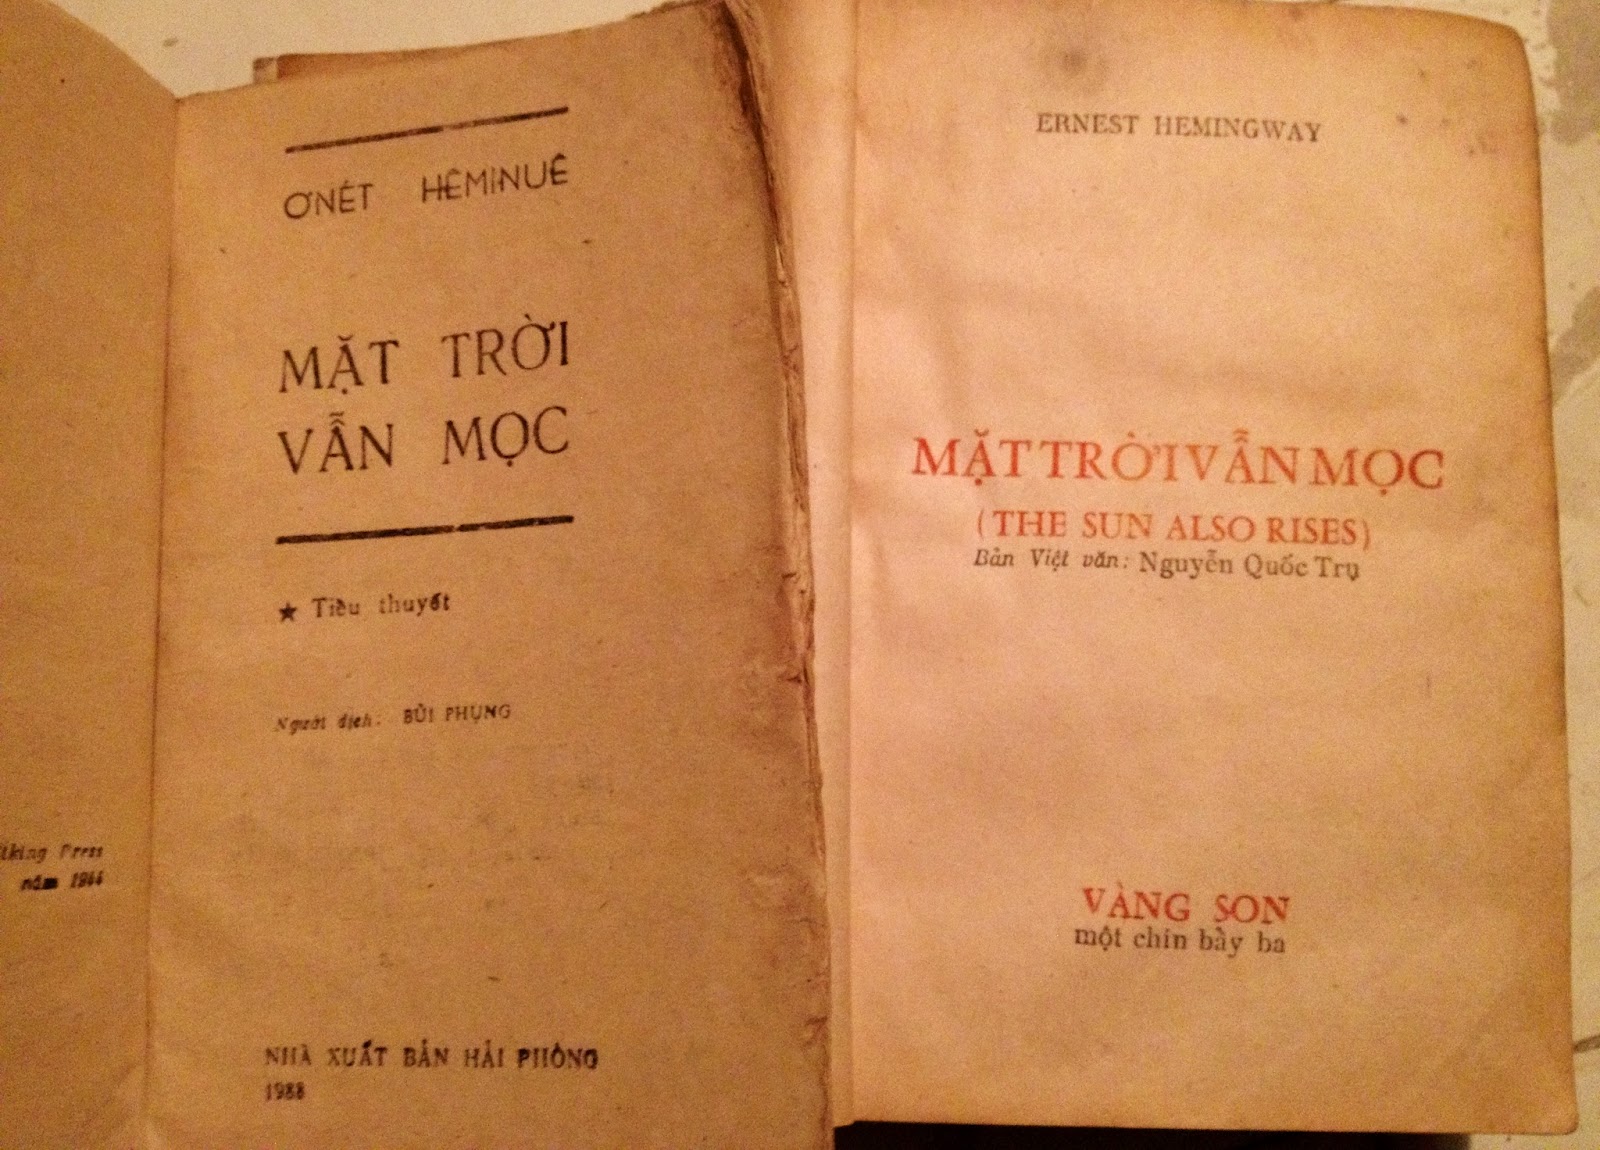 ƠNÉT HÊMINUÊ
MẶT TRỜI
VẪN MỌC
★ Tiểu thuyết
Người dịch: BÙI PHỤNG
NHÀ XUẤT BẢN HẢI PHÒNG
1988
Press
năm
ERNEST HEMINGWAY
MẶT TRỜI VẪN MỌC
(THE SUN ALSO RISES)
Bản Việt văn: Nguyễn Quốc Trụ
VÀNG SON
một chín bảy ba